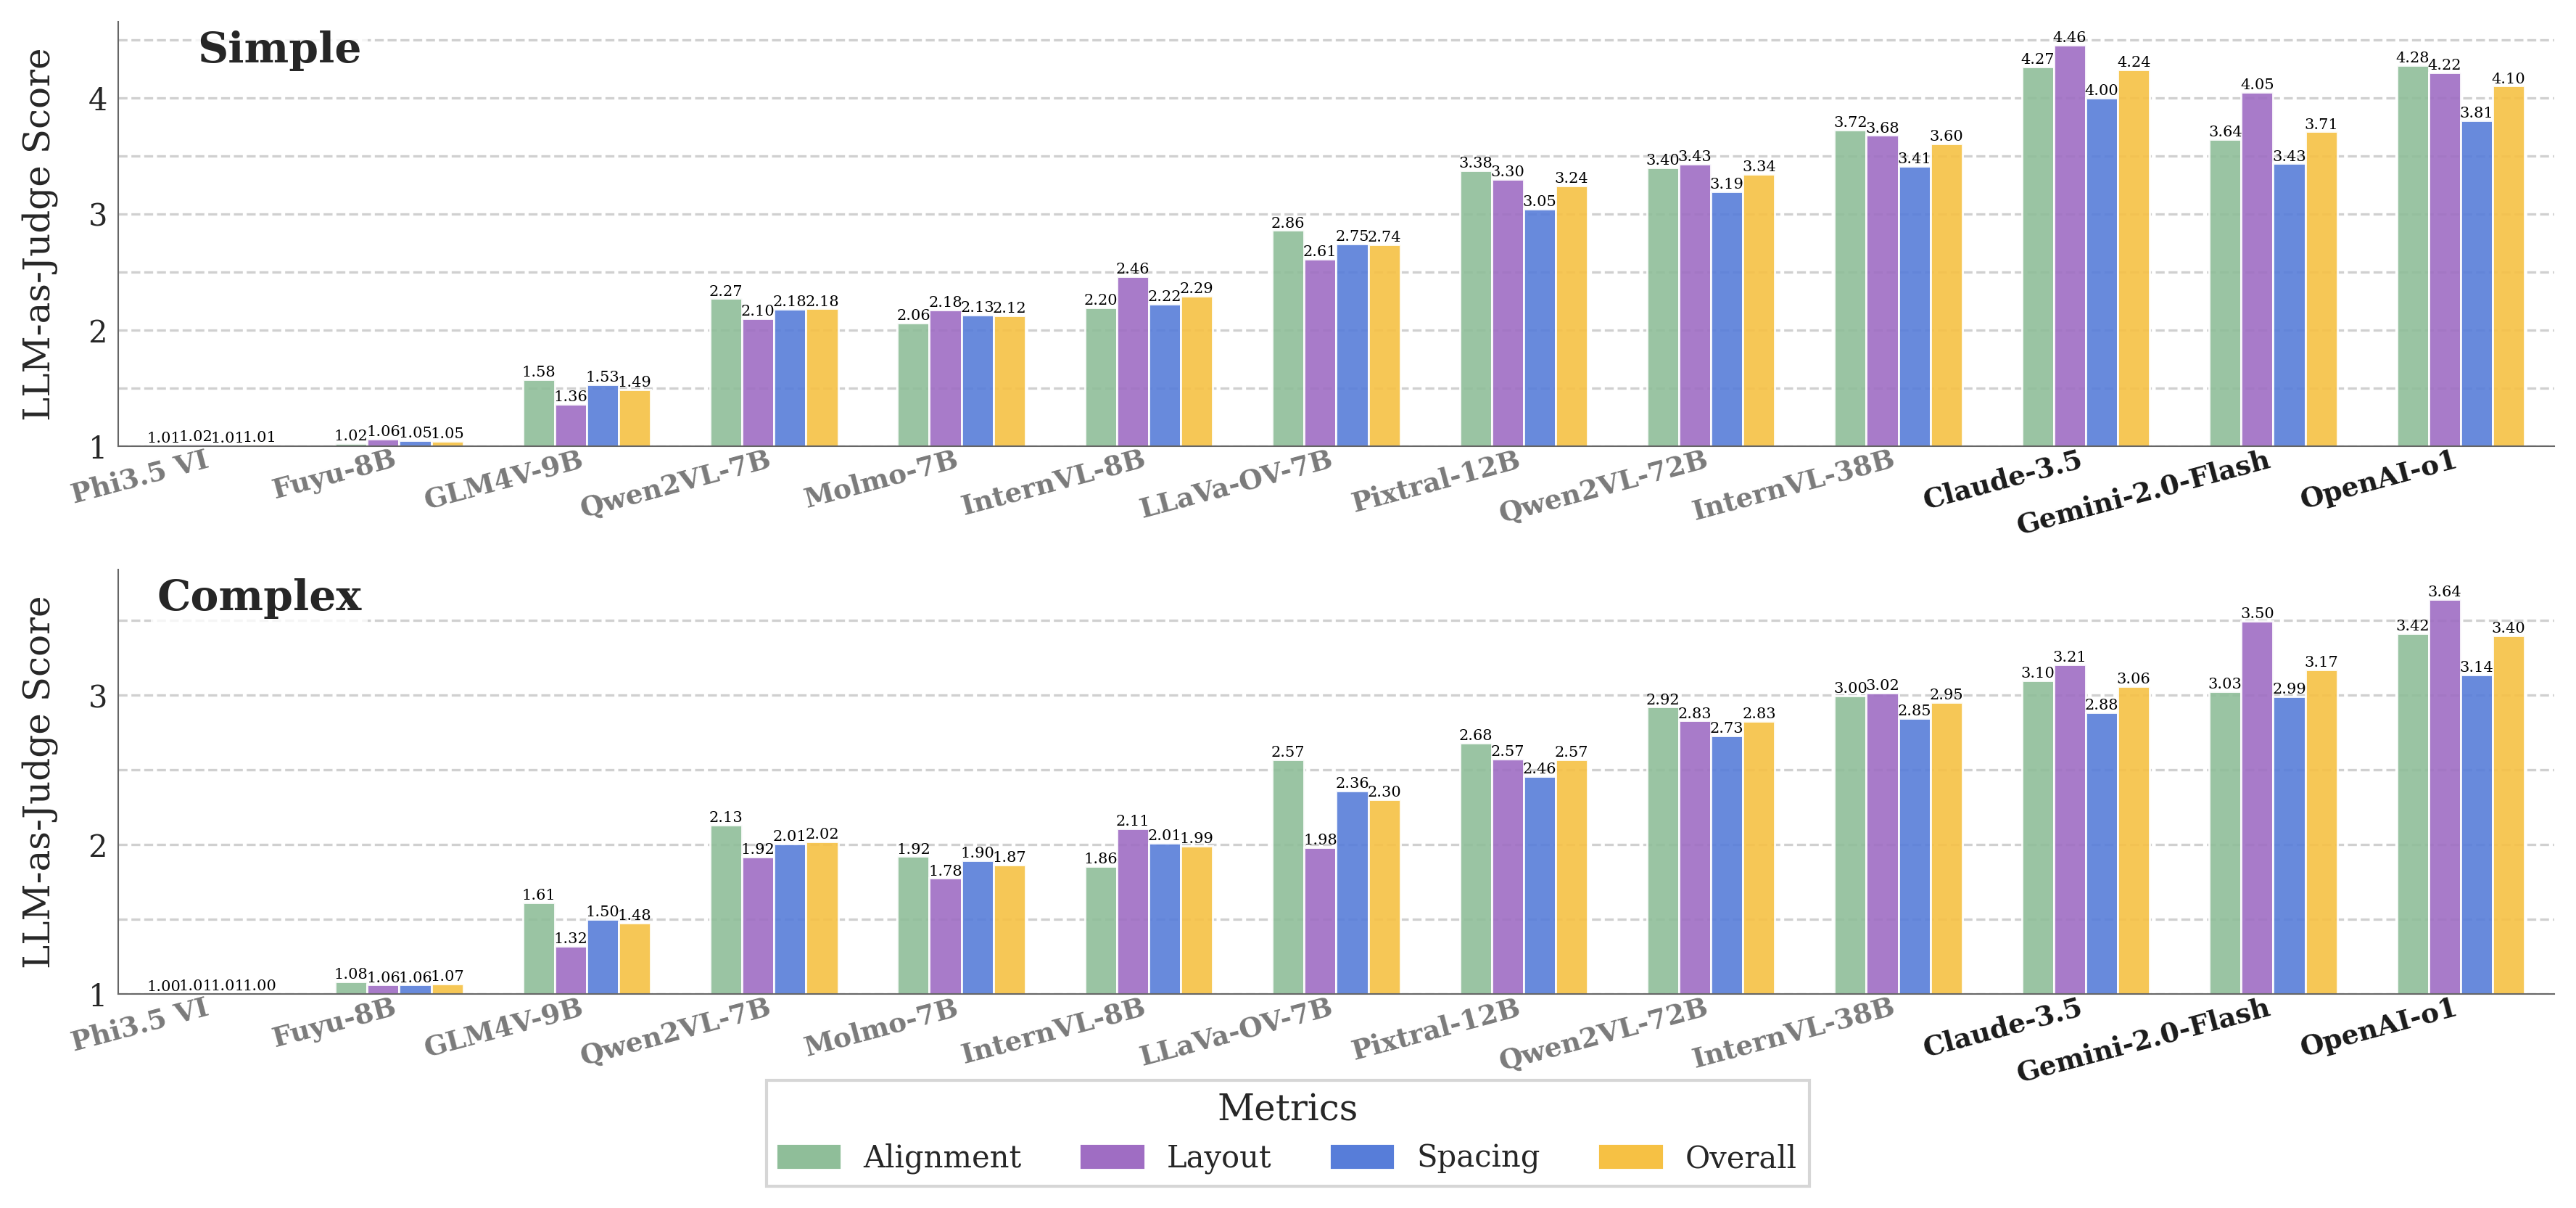 Simple
LLM-as-Judge Score
4
3
2
1
1.01 1.02 1.01 1.01
1.02 1.06 1.05 1.05
1.58 1.36 1.53 1.49
2.27 2.10 2.18 2.18
2.06 2.18 2.13 2.12
2.20 2.46 2.22 2.29
2.86 2.61 2.75 2.74
3.38 3.30 3.05 3.24
3.40 3.43 3.19 3.34
3.72 3.68 3.41 3.60
4.27 4.46 4.00 4.24
3.64 4.05 3.43 3.71
4.28 4.22 3.81 4.10
Phi3.5 VI
Fuyu-8B
GLM4V-9B
Qwen2VL-7B
Molmo-7B
InternVL-8B
LLaVa-OV-7B
Pixtral-12B
Qwen2VL-72B
InternVL-38B
Claude-3.5
Gemini-2.0-Flash
OpenAI-o1
Complex
LLM-as-Judge Score
3
2
1
1.00 1.01 1.01 1.00
1.08 1.06 1.06 1.07
1.61 1.32 1.50 1.48
2.13 1.92 2.01 2.02
1.92 1.78 1.90 1.87
1.86 2.11 2.01 1.99
2.57 1.98 2.36 2.30
2.68 2.57 2.46 2.57
2.92 2.83 2.73 2.83
3.00 3.02 2.85 2.95
3.10 3.21 2.88 3.06
3.03 3.50 2.99 3.17
3.42 3.64 3.14 3.40
Phi3.5 VI
Fuyu-8B
GLM4V-9B
Qwen2VL-7B
Molmo-7B
InternVL-8B
LLaVa-OV-7B
Pixtral-12B
Qwen2VL-72B
InternVL-38B
Claude-3.5
Gemini-2.0-Flash
OpenAI-o1
Metrics
Alignment Layout Spacing Overall